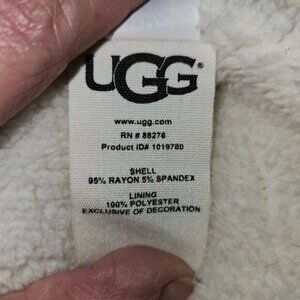 UGG®
www.ugg.com
RN # 88276
Product ID# 1019780
SHELL
95% RAYON 5% SPANDEX
LINING
100% POLYESTER
EXCLUSIVE OF DECORATION